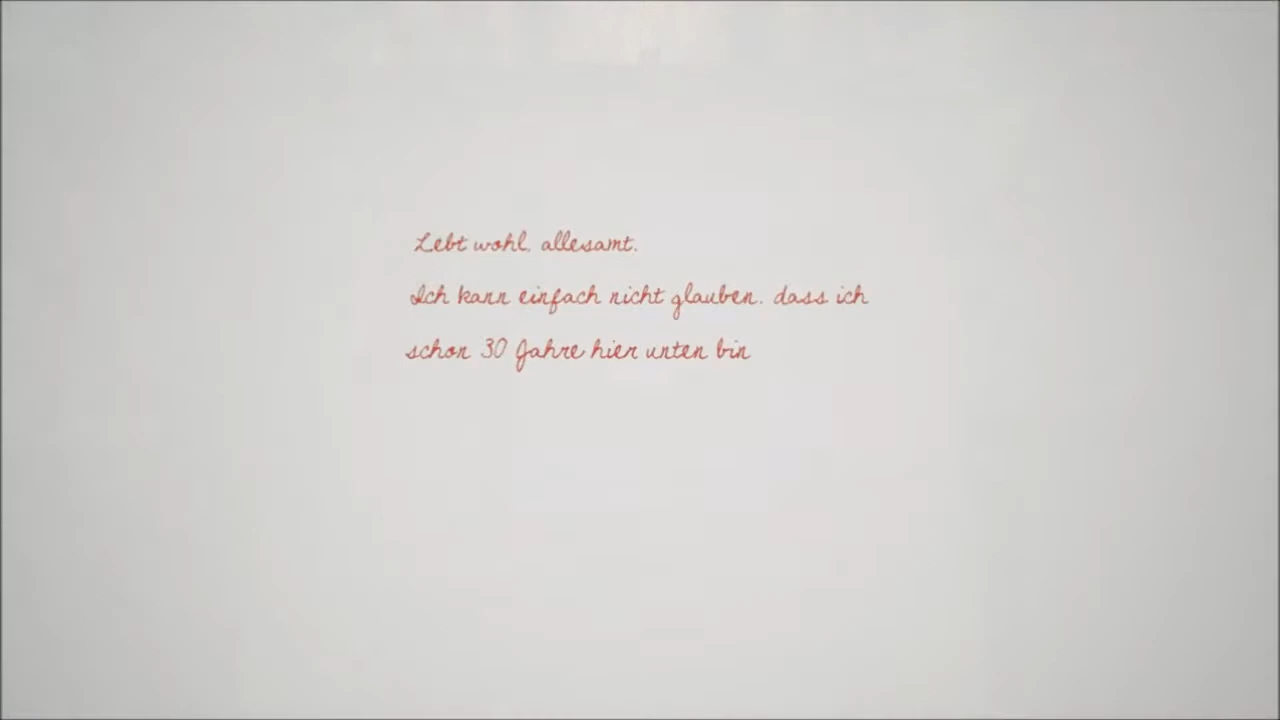 Lebt wohl, allesamt.
Ich kann einfach nicht glauben, dass ich
schon 30 Jahre hier unten bin